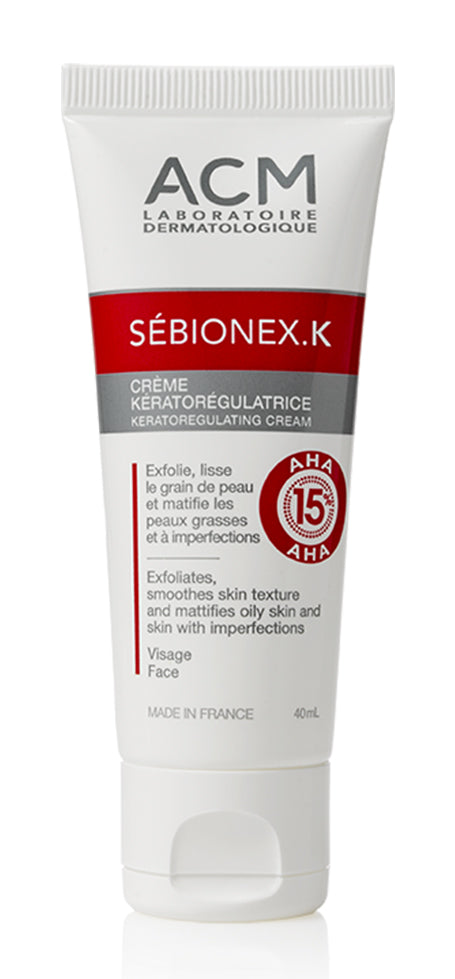 ACM
LABORATOIRE
DERMATOLOGIQUE
SÉBIONEX.K
CRÈME
KÉRATORÉGULATRICE
KERATOREGULATING CREAM
Exfolie, lisse
le grain de peau
et matifie les
peaux grasses
et à imperfections
AHA
15%
AHA
Exfoliates,
smoothes skin texture
and mattifies oily skin and
skin with imperfections
Visage
Face
MADE IN FRANCE 40mL